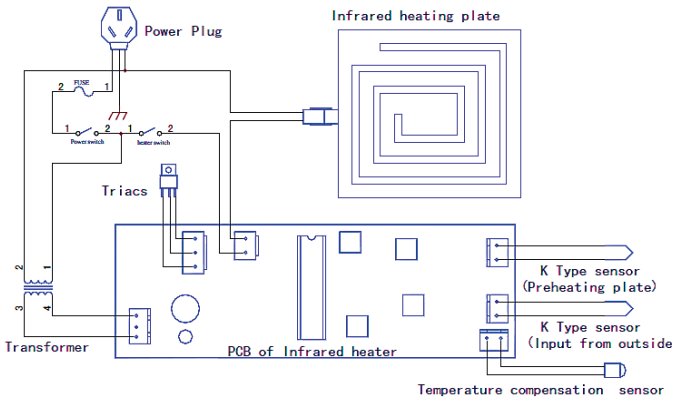 Infrared heating plate
Power Plug
FUSE
2 1
1 2 1 2
Power switch heater switch
Triacs
2 1
K Type sensor
(Preheating plate)
3 4
K Type sensor
(Input from outside
Transformer
PCB of Infrared heater
Temperature compensation sensor